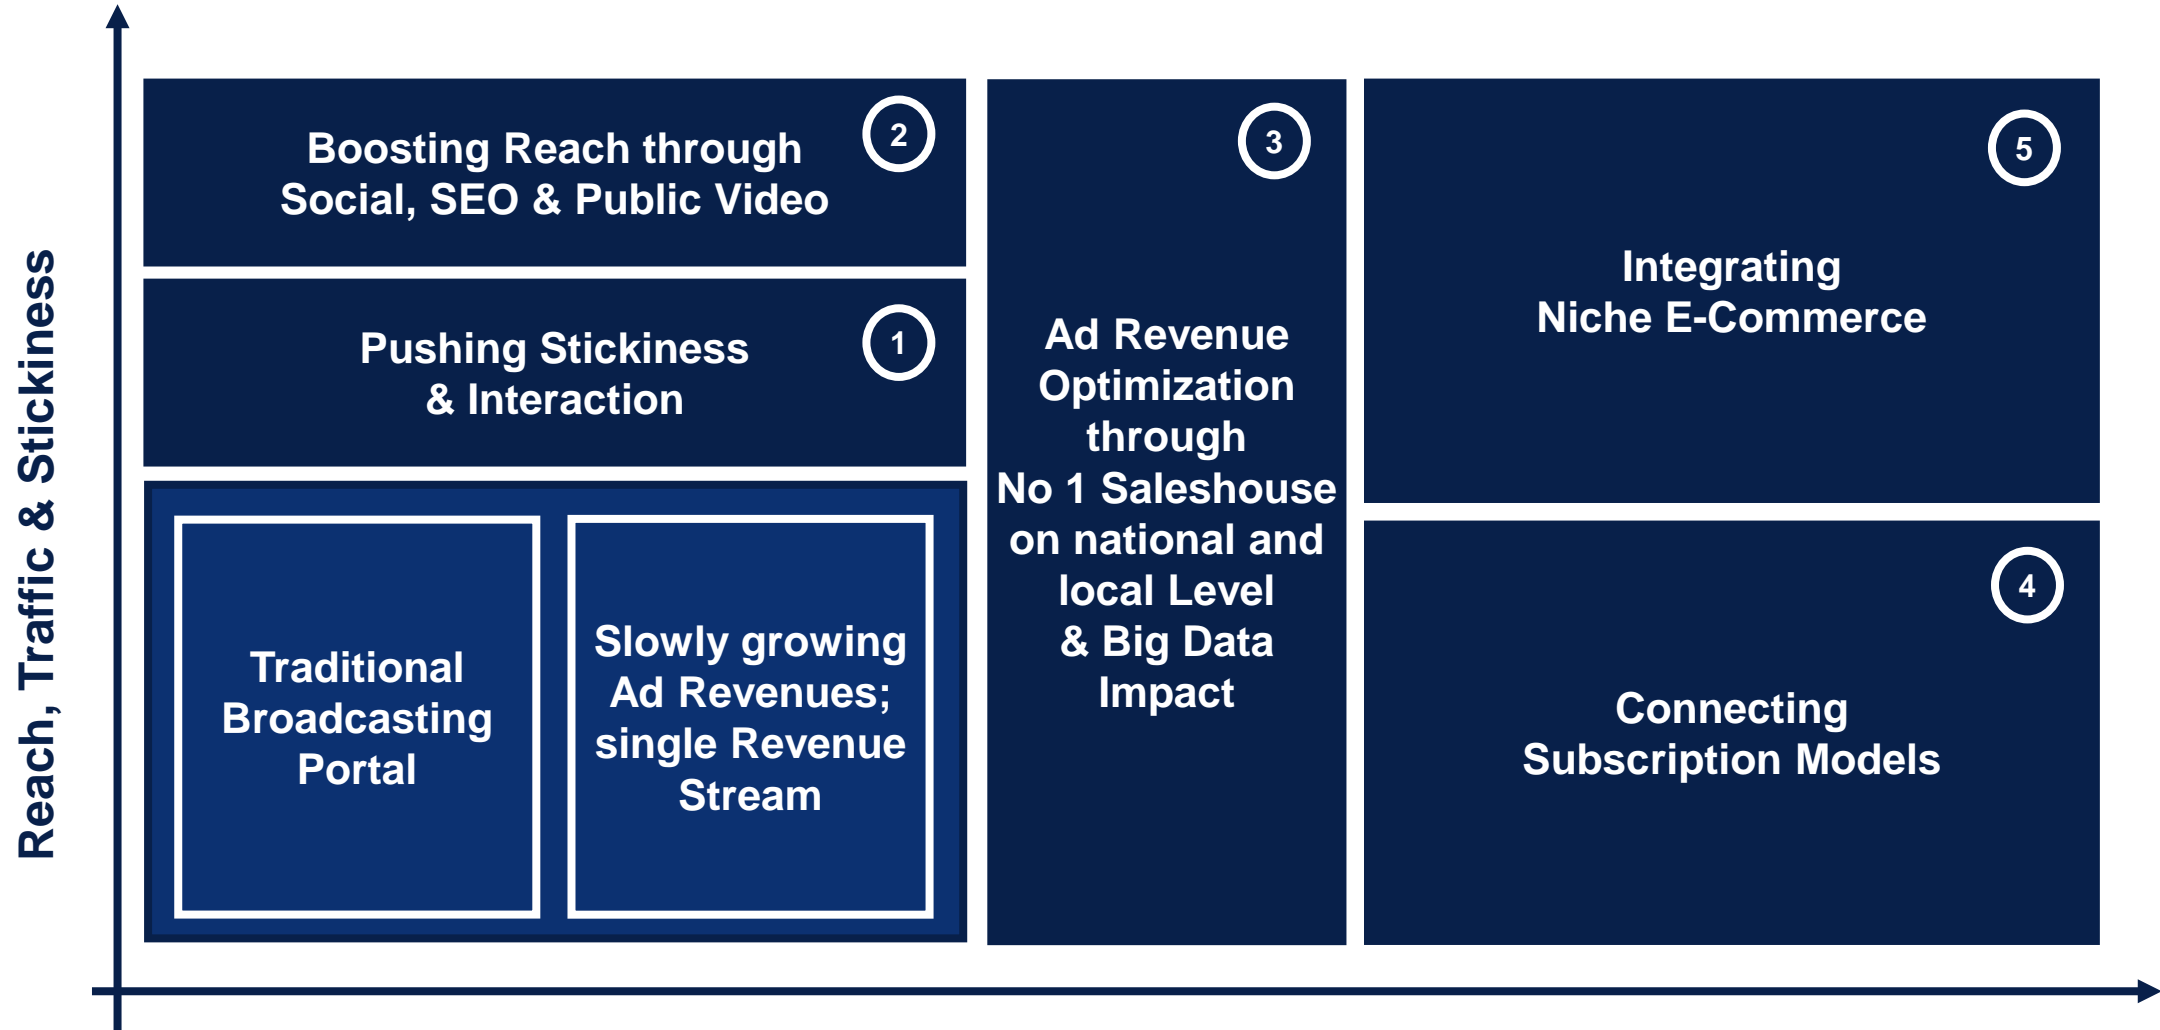 Reach, Traffic & Stickiness
Boosting Reach through
Social, SEO & Public Video
2
Pushing Stickiness
& Interaction
1
Traditional
Broadcasting
Portal
Slowly growing
Ad Revenues;
single Revenue
Stream
3
Ad Revenue
Optimization
through
No 1 Saleshouse
on national and
local Level
& Big Data
Impact
5
Integrating
Niche E-Commerce
4
Connecting
Subscription Models